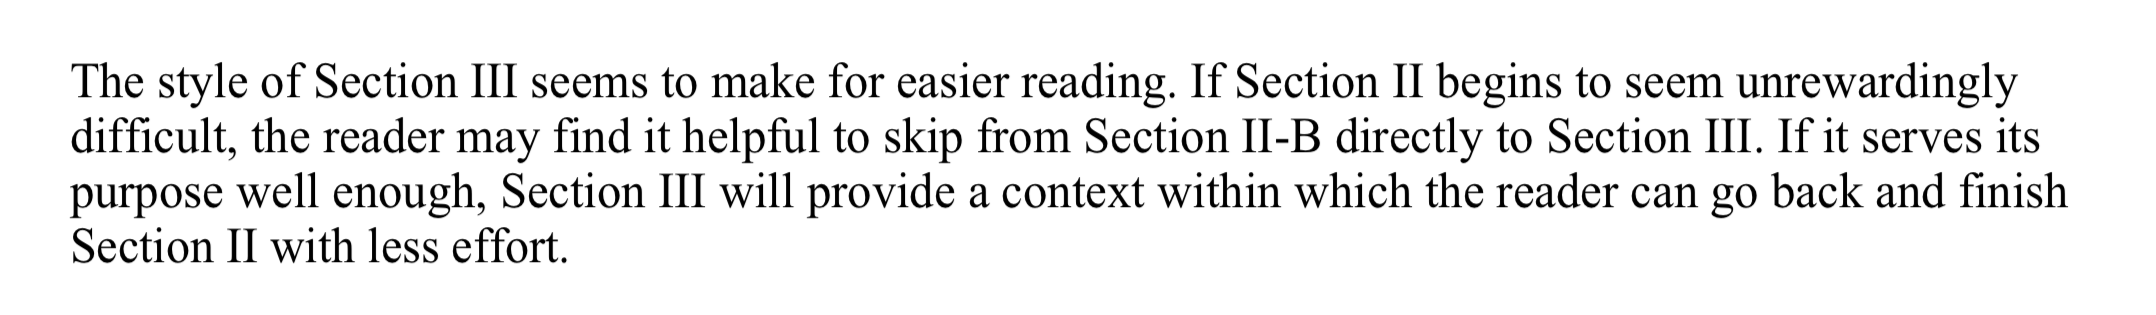 The style of Section III seems to make for easier reading. If Section II begins to seem unrewardingly
difficult, the reader may find it helpful to skip from Section II-B directly to Section III. If it serves its
purpose well enough, Section III will provide a context within which the reader can go back and finish
Section II with less effort.